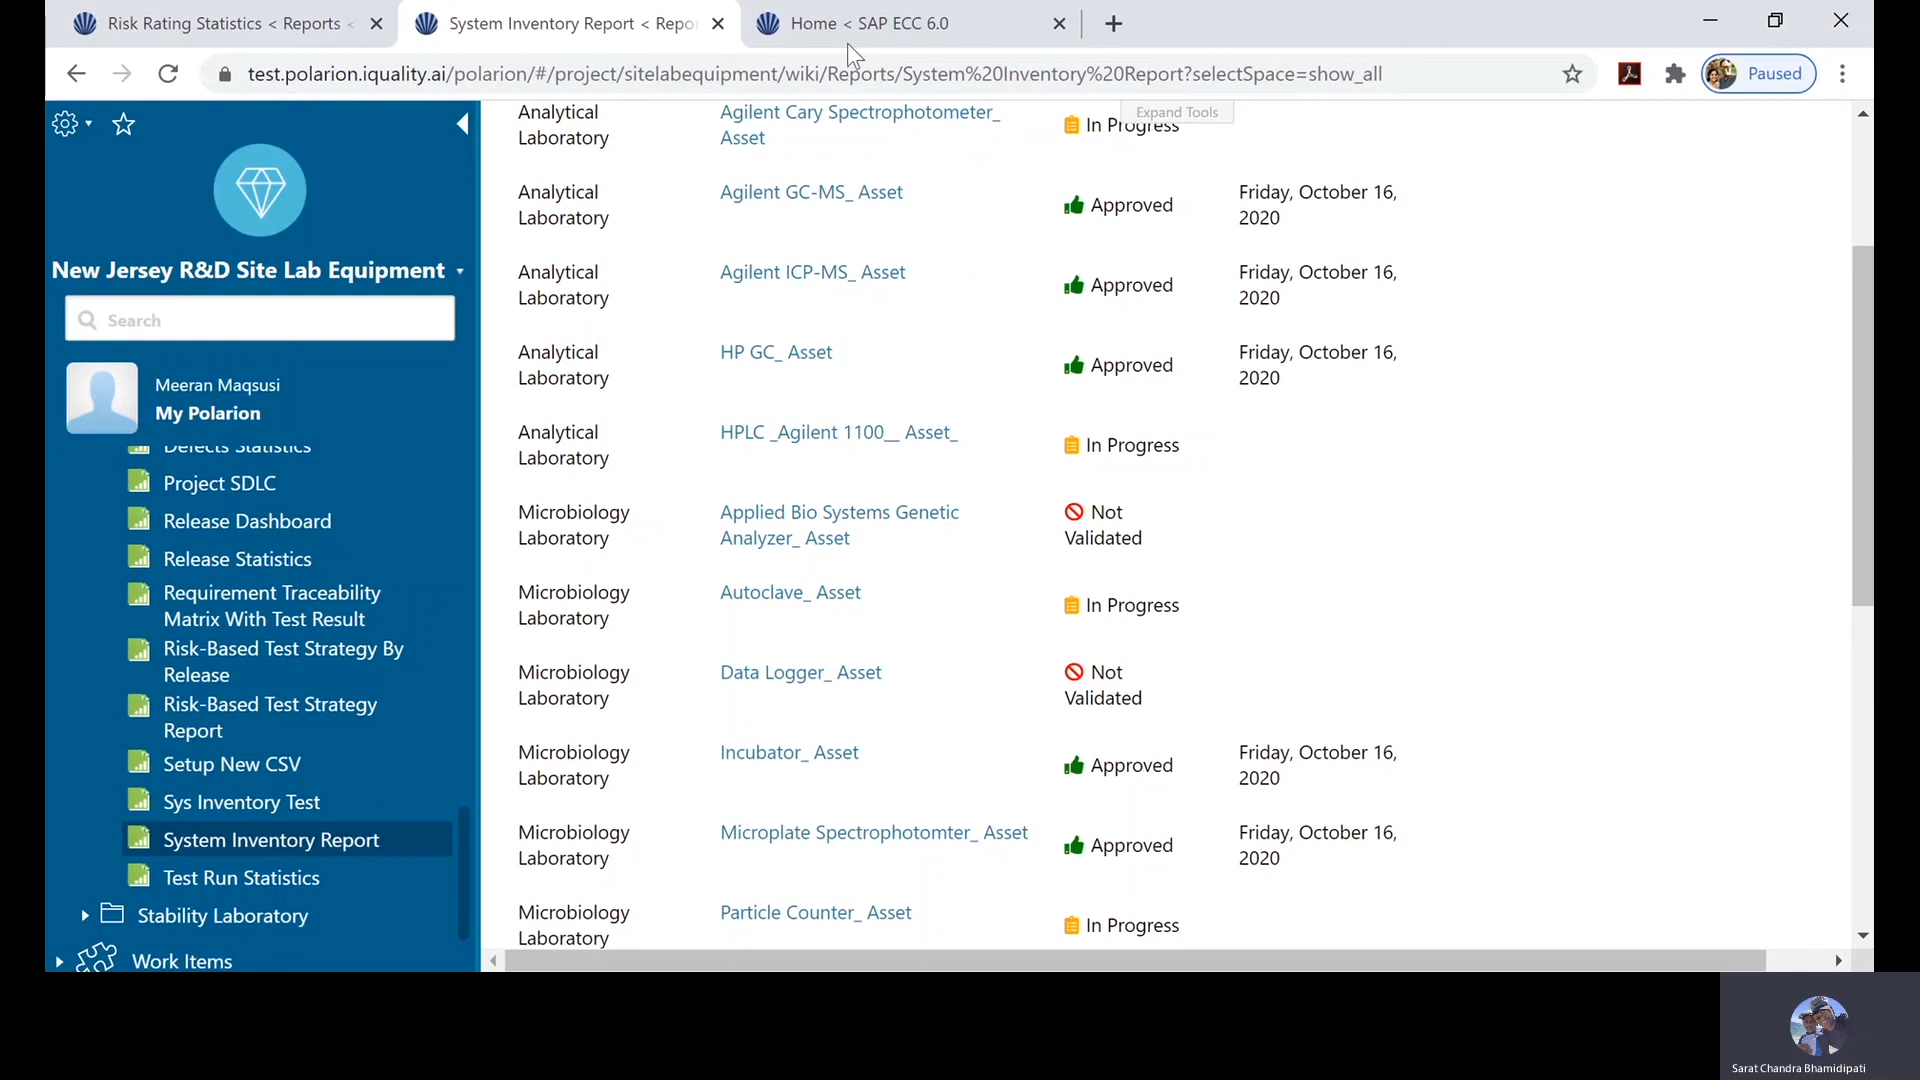 Risk Rating Statistics < Reports <
System Inventory Report < Repo
Home < SAP ECC 6.0
test.polarion.iquality.ai/polarion/#/project/sitelabequipment/wiki/Reports/System%20Inventory%20Report?selectSpace=show_all
Paused
New Jersey R&D Site Lab Equipment
Search
Meeran Maqsusi
My Polarion
Defects Statistics
Project SDLC
Release Dashboard
Release Statistics
Requirement Traceability
Matrix With Test Result
Risk-Based Test Strategy By
Release
Risk-Based Test Strategy
Report
Setup New CSV
Sys Inventory Test
System Inventory Report
Test Run Statistics
Stability Laboratory
Work Items
Expand Tools
Analytical
Laboratory
Agilent Cary Spectrophotometer_
Asset
In Progress
Analytical
Laboratory
Agilent GC-MS_ Asset
Approved
Friday, October 16,
2020
Analytical
Laboratory
Agilent ICP-MS_ Asset
Approved
Friday, October 16,
2020
Analytical
Laboratory
HP GC_ Asset
Approved
Friday, October 16,
2020
Analytical
Laboratory
HPLC _Agilent 1100__ Asset_
In Progress
Microbiology
Laboratory
Applied Bio Systems Genetic
Analyzer_ Asset
Not
Validated
Microbiology
Laboratory
Autoclave_ Asset
In Progress
Microbiology
Laboratory
Data Logger_ Asset
Not
Validated
Microbiology
Laboratory
Incubator_ Asset
Approved
Friday, October 16,
2020
Microbiology
Laboratory
Microplate Spectrophotomter_ Asset
Approved
Friday, October 16,
2020
Microbiology
Laboratory
Particle Counter_ Asset
In Progress
Sarat Chandra Bhamidipati